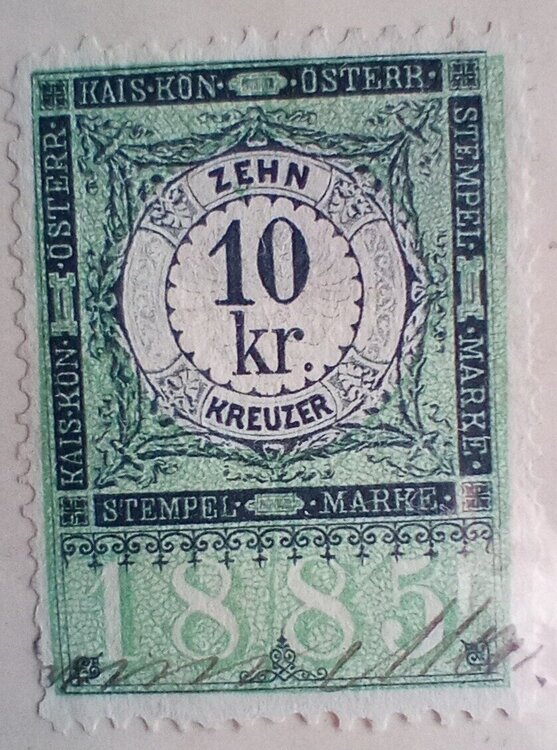 KAIS·KÖN· ·ÖSTERR·
KAIS·KÖN· ·ÖSTERR·
STEMPEL· ·MARKE·
ZEHN
10
kr.
KREUZER
STEMPEL· ·MARKE·
1885